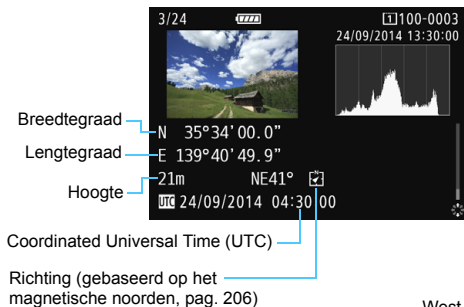 3/24 1 100-0003
24/09/2014 13:30:00
Breedtegraad
N 35°34'00.0"
Lengtegraad
E 139°40'49.9"
Hoogte
21m NE41°
UTC 24/09/2014 04:30:00
Coordinated Universal Time (UTC)
Richting (gebaseerd op het
magnetische noorden, pag. 206)
West